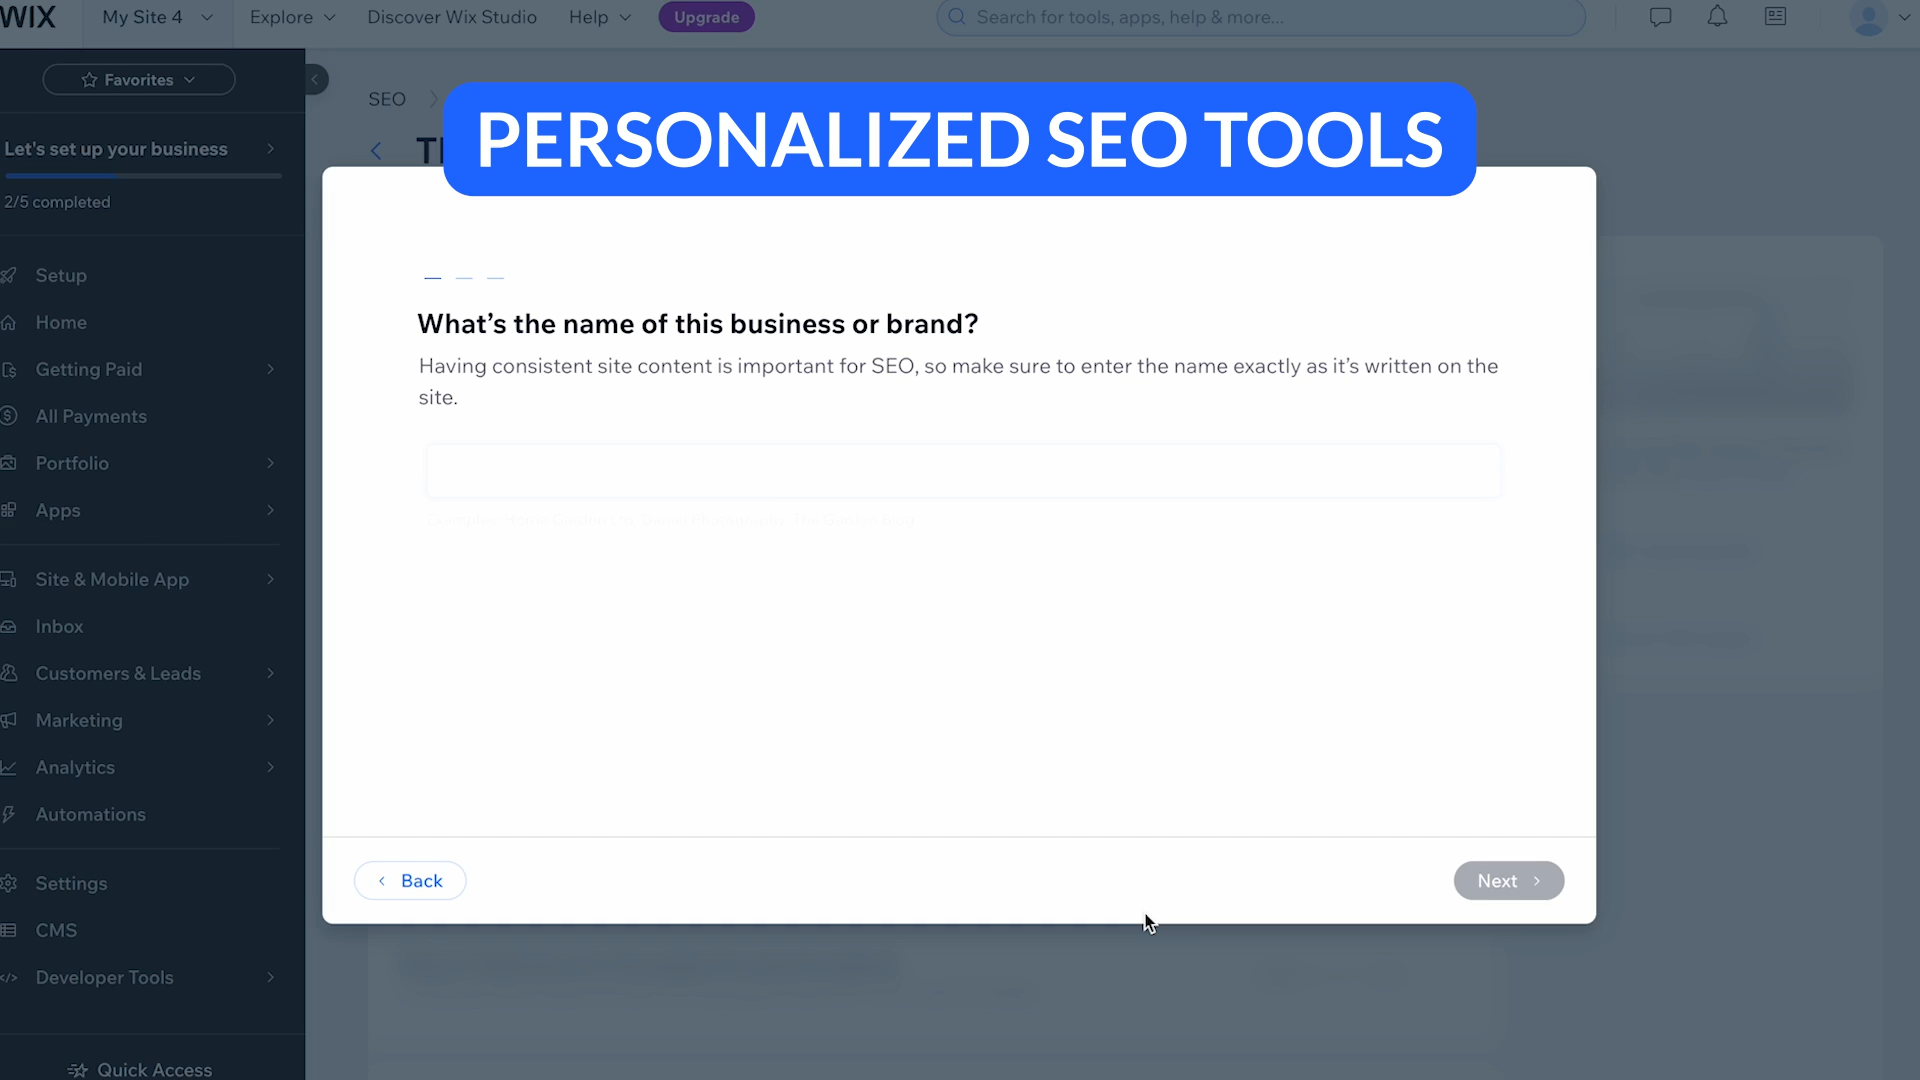 WIX
My Site 4
Explore
Discover Wix Studio
Help
Upgrade
Search for tools, apps, help & more...
Favorites
SEO
PERSONALIZED SEO TOOLS
Let's set up your business
2/5 completed
Setup
Home
Getting Paid
All Payments
Portfolio
Apps
Site & Mobile App
Inbox
Customers & Leads
Marketing
Analytics
Automations
Settings
CMS
Developer Tools
Quick Access
What's the name of this business or brand?
Having consistent site content is important for SEO, so make sure to enter the name exactly as it's written on the
site.
Back
Next